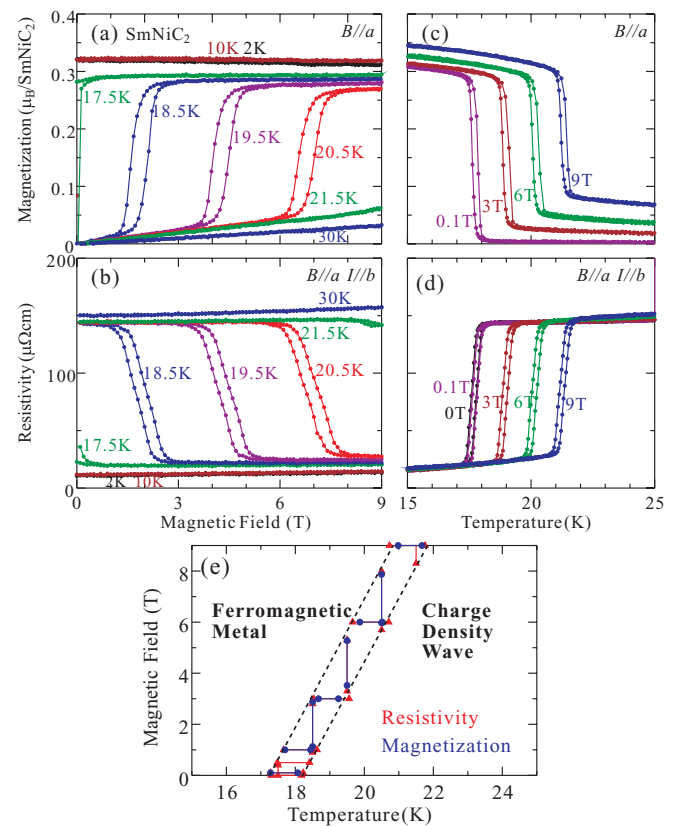 (a) SmNiC2 B//a
10K 2K
17.5K
18.5K
19.5K
20.5K
21.5K
30K
Magnetization (μB/SmNiC2)
0.4
0.3
0.2
0.1
0
(c) B//a
9T
6T
3T
0.1T
(b) B//a I//b
30K
21.5K
18.5K
19.5K
20.5K
17.5K
2K 10K
Resistivity (μΩcm)
200
100
0
0 3 6 9
Magnetic Field (T)
(d) B//a I//b
0.1T
0T
3T
6T
9T
15 20 25
Temperature(K)
(e)
Ferromagnetic
Metal
Charge
Density
Wave
Resistivity
Magnetization
Magnetic Field (T)
8
6
4
2
0
16 18 20 22 24
Temperature(K)